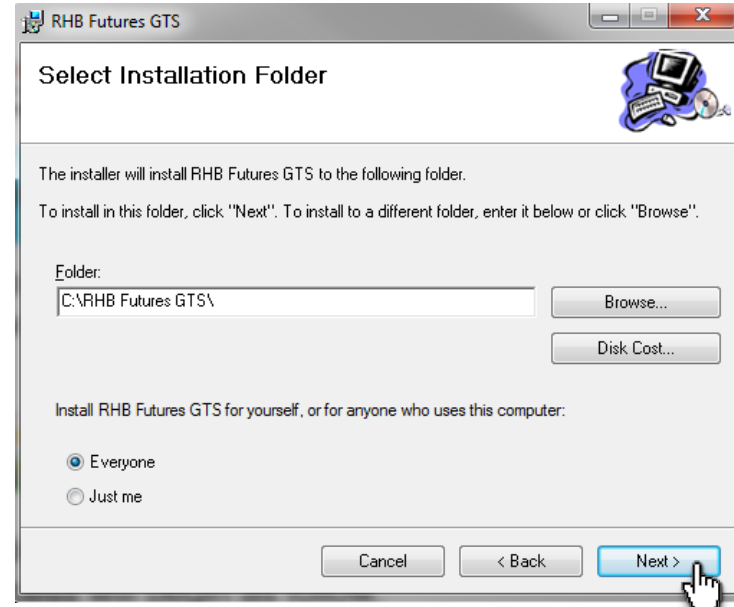 RHB Futures GTS
Select Installation Folder
The installer will install RHB Futures GTS to the following folder.
To install in this folder, click "Next". To install to a different folder, enter it below or click "Browse".
Folder:
C:\RHB Futures GTS\
Browse...
Disk Cost...
Install RHB Futures GTS for yourself, or for anyone who uses this computer:
Everyone
Just me
Cancel
< Back
Next >